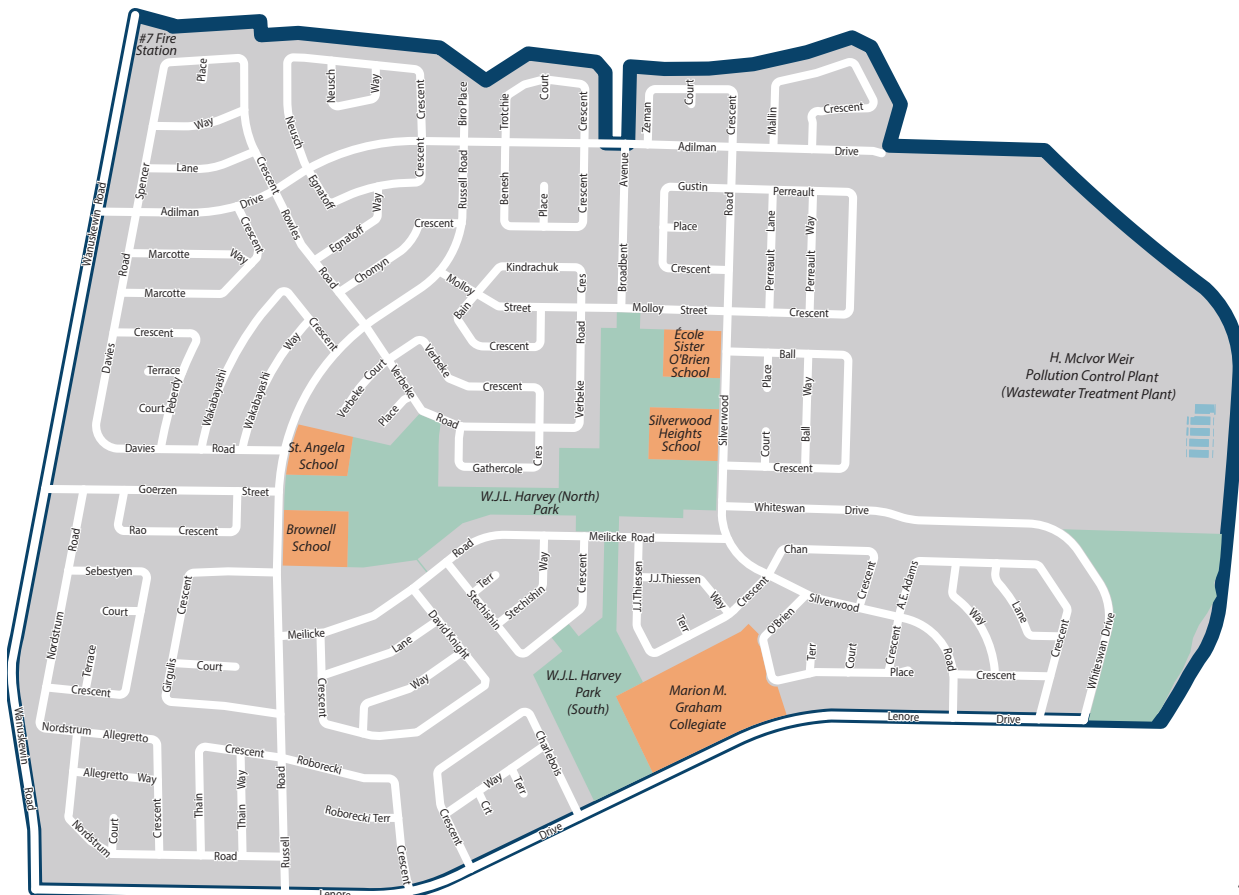 #7 Fire
Station
Place
Way
Lane
Spencer
Crescent
Wanuskewin Road
Adilman
Drive
Crescent
Marcotte
Way
Marcotte
Road
Davies
Crescent
Terrace
Court
Peberdy
Wakabayashi
Wakabayashi
Way
Crescent
Davies
Road
Neusch
Way
Crescent
Neusch
Egnatoff
Crescent
Way
Egnatoff
Rowles
Road
Chomyn
Crescent
Biro Place
Russell Road
Trotchie
Court
Crescent
Benesh
Place
Crescent
Avenue
Broadbent
Zeman
Court
Crescent
Mallin
Crescent
Adilman
Drive
Gustin
Place
Crescent
Road
Perreault
Perreault Lane
Perreault Way
Crescent
Kindrachuk
Cres
Molloy
Street
Bain
Crescent
Molloy
Street
Road
Verbeke
Verbeke
Crescent
Verbeke Court
Verbeke
Place
Road
Cres
Gathercole
École
Sister
O'Brien
School
Silverwood
Heights
School
Silverwood
Ball
Place
Ball Way
Court
Crescent
H. McIvor Weir
Pollution Control Plant
(Wastewater Treatment Plant)
St. Angela
School
Brownell
School
W.J.L. Harvey (North)
Park
Goerzen
Street
Rao
Crescent
Road
Nordstrum
Sebestyen
Court
Terrace
Crescent
Crescent
Girgulis
Court
Whiteswan
Drive
Whiteswan Drive
Meilicke Road
Road
Meilicke
Terr
Stechishin
Stechishin
Way
Crescent
Lane
David Knight
Way
Crescent
J.J.Thiessen
J.J.Thiessen
Way
Terr
Crescent
Chan
Crescent
Silverwood
Road
O'Brien
Terr
Court
Crescent
Place
A.E. Adams
Way
Lane
Crescent
Crescent
W.J.L. Harvey
Park
(South)
Marion M.
Graham
Collegiate
Lenore
Drive
Nordstrum
Allegretto
Allegretto
Way
Crescent
Court
Nordstrum
Road
Wanuskewin
Road
Crescent
Thain
Thain
Way
Road
Russell
Roborecki
Roborecki Terr
Crescent
Charlebois
Way
Terr
Crt
Crescent
Drive
Lenore